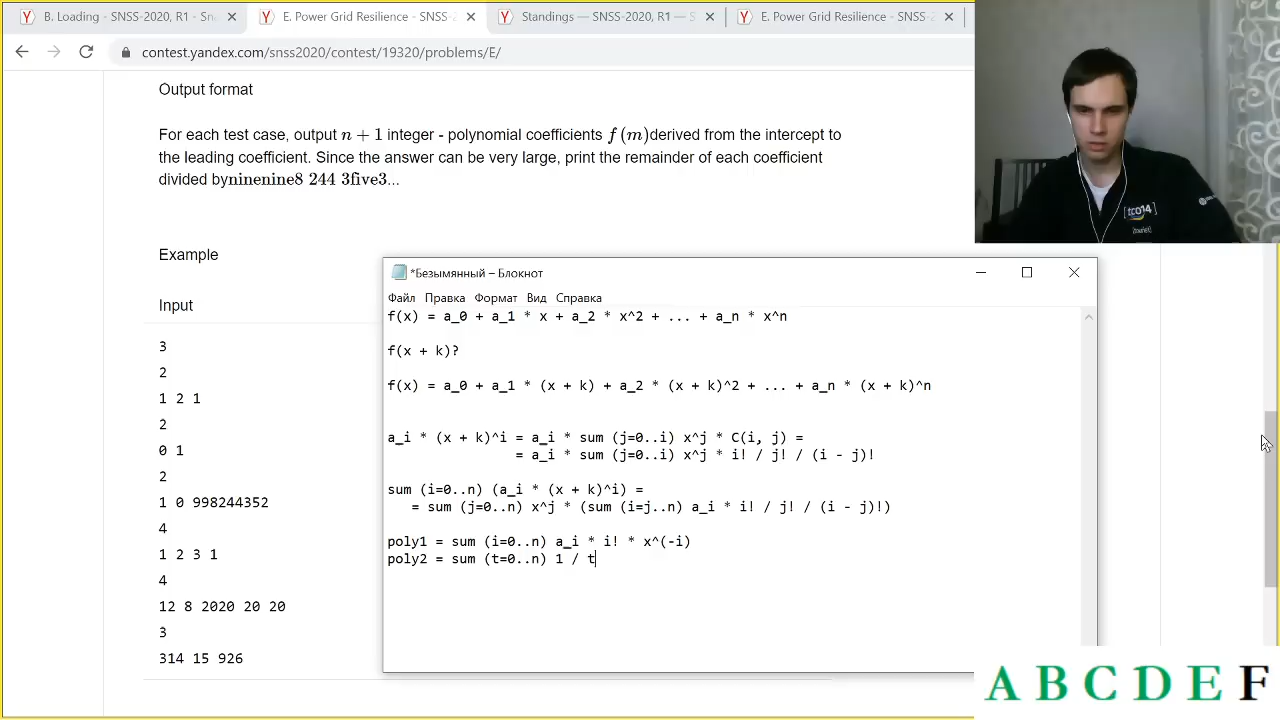 B. Loading - SNSS-2020, R1 - Sna
E. Power Grid Resilience - SNSS-2
Standings — SNSS-2020, R1 — S
E. Power Grid Resilience - SNSS-2
contest.yandex.com/snss2020/contest/19320/problems/E/
Output format
For each test case, output n + 1 integer - polynomial coefficients f (m)derived from the intercept to
the leading coefficient. Since the answer can be very large, print the remainder of each coefficient
divided byninenine8 244 3five3...
Example
Input
3
2
1 2 1
2
0 1
2
1 0 998244352
4
1 2 3 1
4
12 8 2020 20 20
3
314 15 926
*Безымянный – Блокнот
Файл Правка Формат Вид Справка
f(x) = a_0 + a_1 * x + a_2 * x^2 + ... + a_n * x^n
f(x + k)?
f(x) = a_0 + a_1 * (x + k) + a_2 * (x + k)^2 + ... + a_n * (x + k)^n
a_i * (x + k)^i = a_i * sum (j=0..i) x^j * C(i, j) =
= a_i * sum (j=0..i) x^j * i! / j! / (i - j)!
sum (i=0..n) (a_i * (x + k)^i) =
= sum (j=0..n) x^j * (sum (i=j..n) a_i * i! / j! / (i - j)!)
poly1 = sum (i=0..n) a_i * i! * x^(-i)
poly2 = sum (t=0..n) 1 / t
[tco14]
A B C D E F